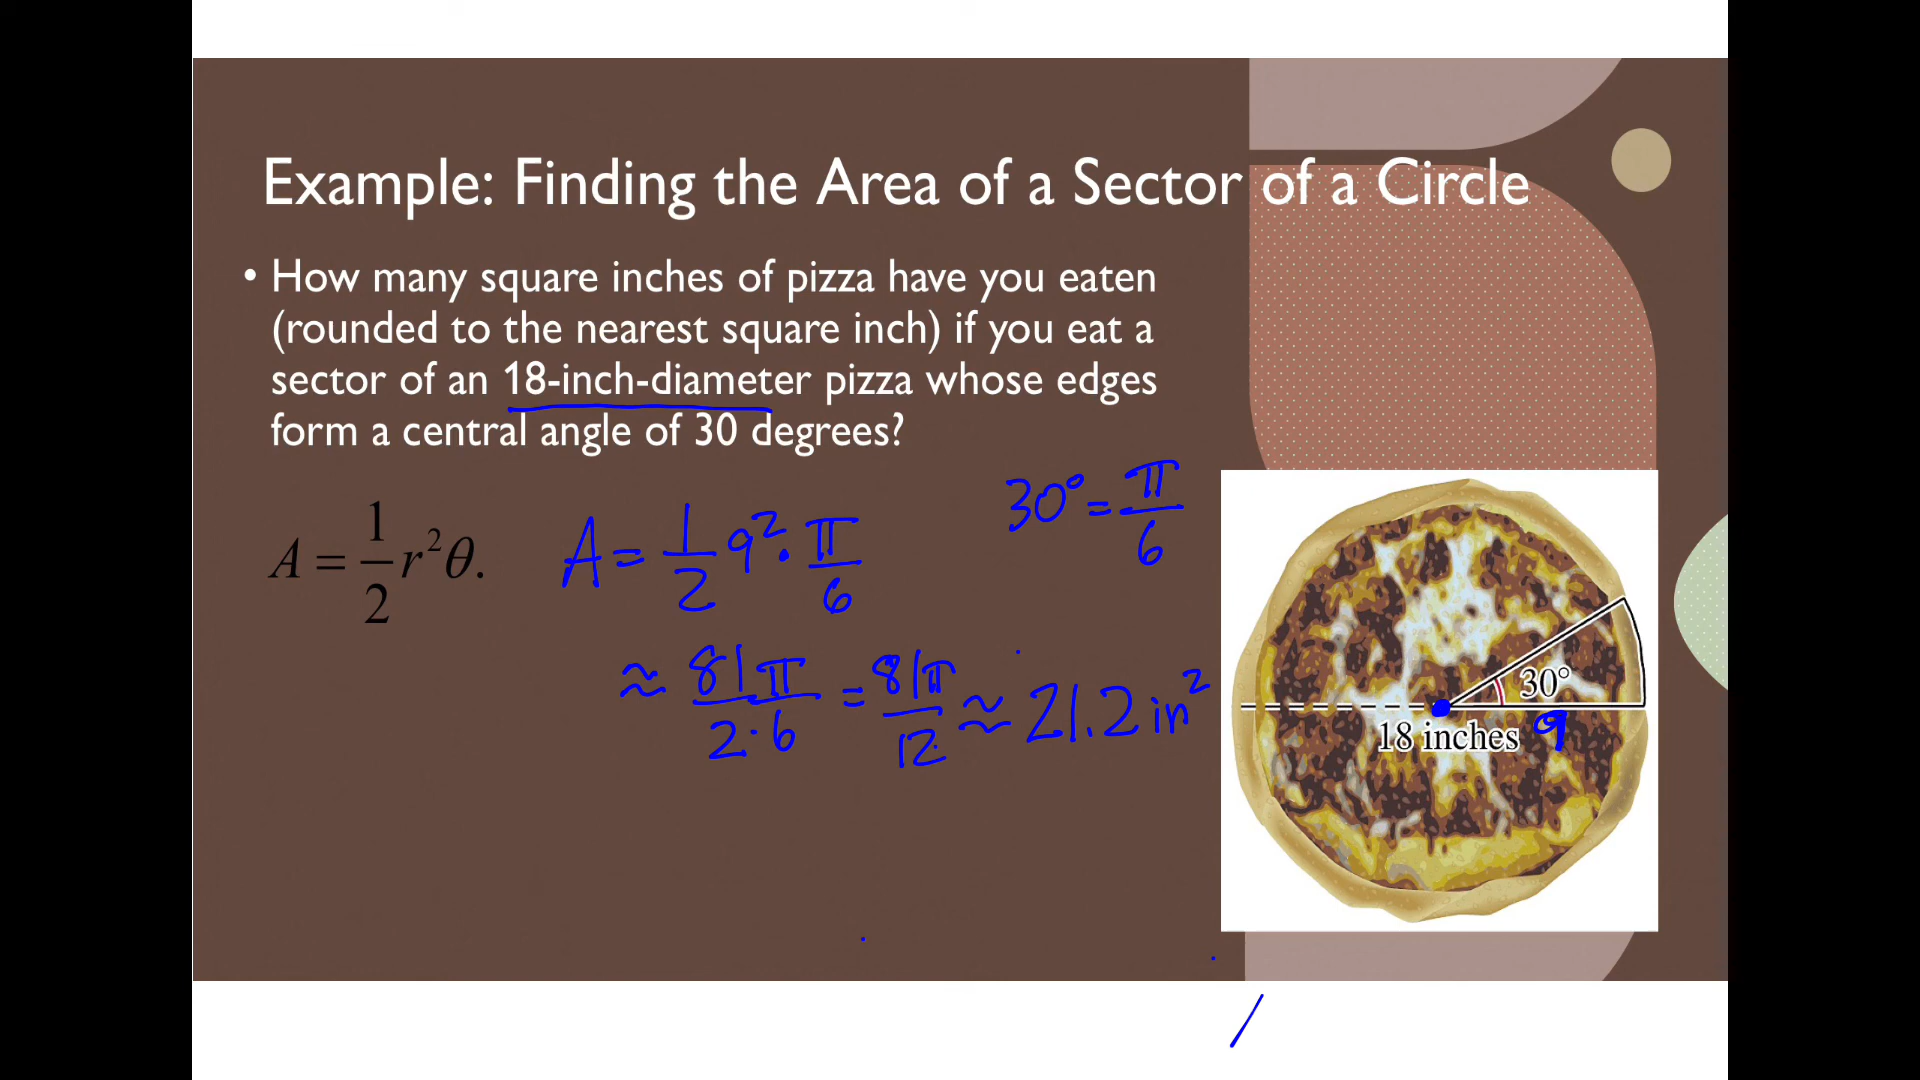 Example: Finding the Area of a Sector of a Circle
• How many square inches of pizza have you eaten
(rounded to the nearest square inch) if you eat a
sector of an 18-inch-diameter pizza whose edges
form a central angle of 30 degrees?
30° = π/6
A = 1/2 r²θ.
A = 1/2 9² · π/6
≈ 81π/2·6 = 81π/12 ≈ 21.2 in²
30°
18 inches 9